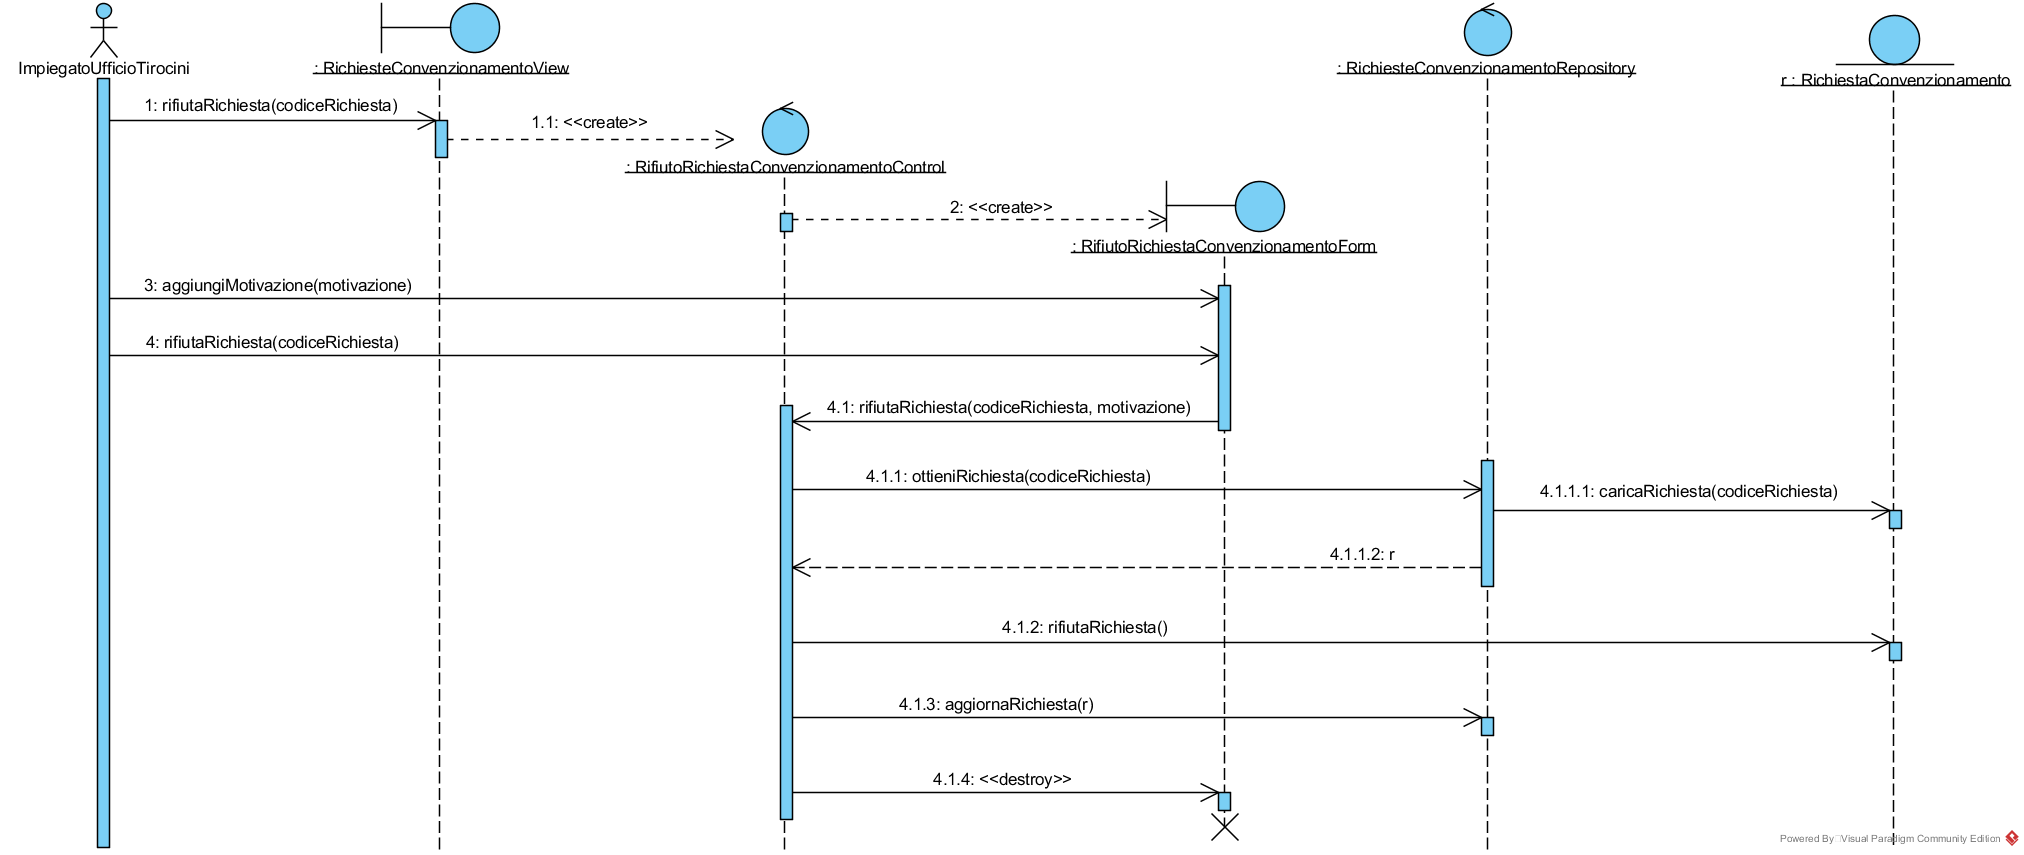 ImpiegatoUfficioTirocini
: RichiesteConvenzionamentoView
: RichiesteConvenzionamentoRepository
r : RichiestaConvenzionamento
1: rifiutaRichiesta(codiceRichiesta)
1.1: <<create>>
: RifiutoRichiestaConvenzionamentoControl
2: <<create>>
: RifiutoRichiestaConvenzionamentoForm
3: aggiungiMotivazione(motivazione)
4: rifiutaRichiesta(codiceRichiesta)
4.1: rifiutaRichiesta(codiceRichiesta, motivazione)
4.1.1: ottieniRichiesta(codiceRichiesta)
4.1.1.1: caricaRichiesta(codiceRichiesta)
4.1.1.2: r
4.1.2: rifiutaRichiesta()
4.1.3: aggiornaRichiesta(r)
4.1.4: <<destroy>>
Powered By Visual Paradigm Community Edition